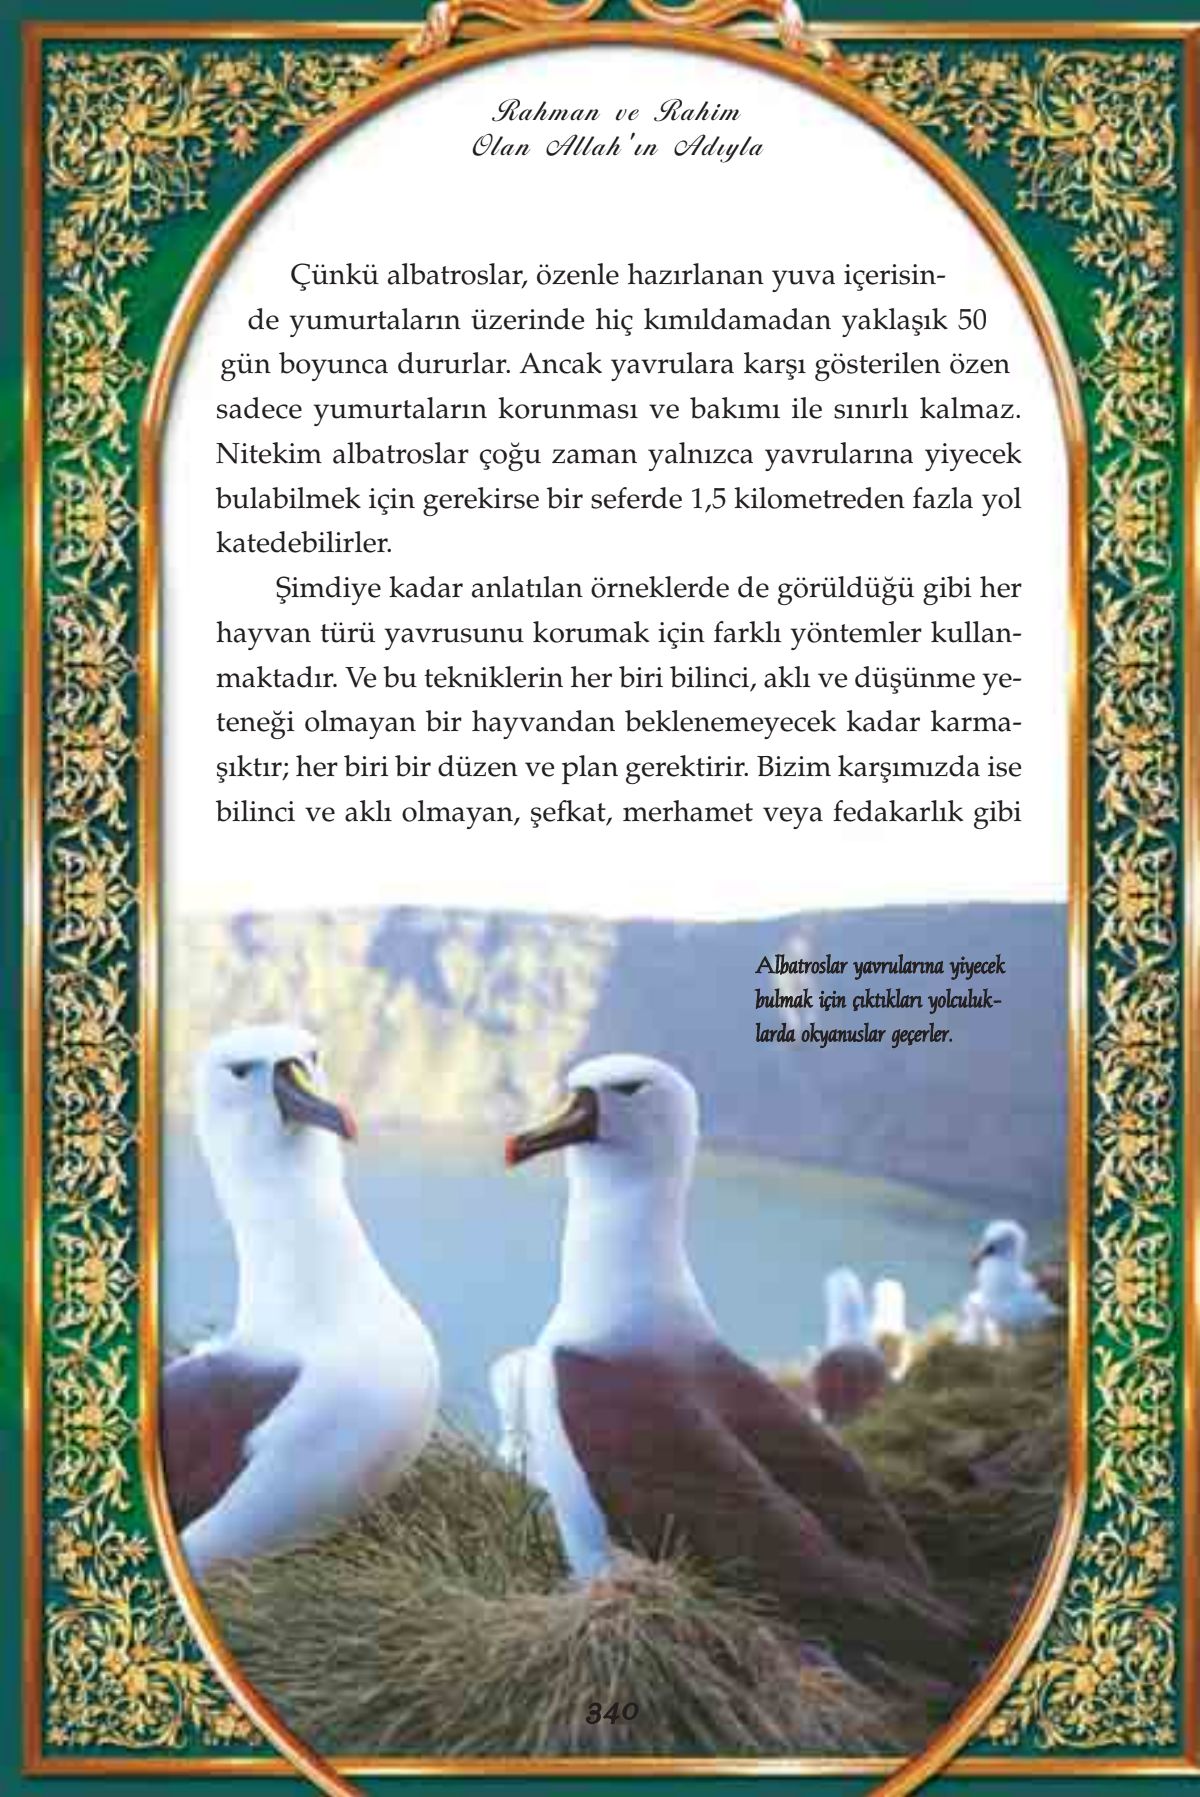 Rahman ve Rahim
Olan Allah'ın Adıyla
Çünkü albatroslar, özenle hazırlanan yuva içerisin-
de yumurtaların üzerinde hiç kımıldamadan yaklaşık 50
gün boyunca dururlar. Ancak yavrulara karşı gösterilen özen
sadece yumurtaların korunması ve bakımı ile sınırlı kalmaz.
Nitekim albatroslar çoğu zaman yalnızca yavrularına yiyecek
bulabilmek için gerekirse bir seferde 1,5 kilometreden fazla yol
katedebilirler.
Şimdiye kadar anlatılan örneklerde de görüldüğü gibi her
hayvan türü yavrusunu korumak için farklı yöntemler kullan-
maktadır. Ve bu tekniklerin her biri bilinci, aklı ve düşünme ye-
teneği olmayan bir hayvandan beklenemeyecek kadar karma-
şıktır; her biri bir düzen ve plan gerektirir. Bizim karşımızda ise
bilinci ve aklı olmayan, şefkat, merhamet veya fedakarlık gibi
Albatroslar yavrularına yiyecek
bulmak için çıktıkları yolculuk-
larda okyanuslar geçerler.
340